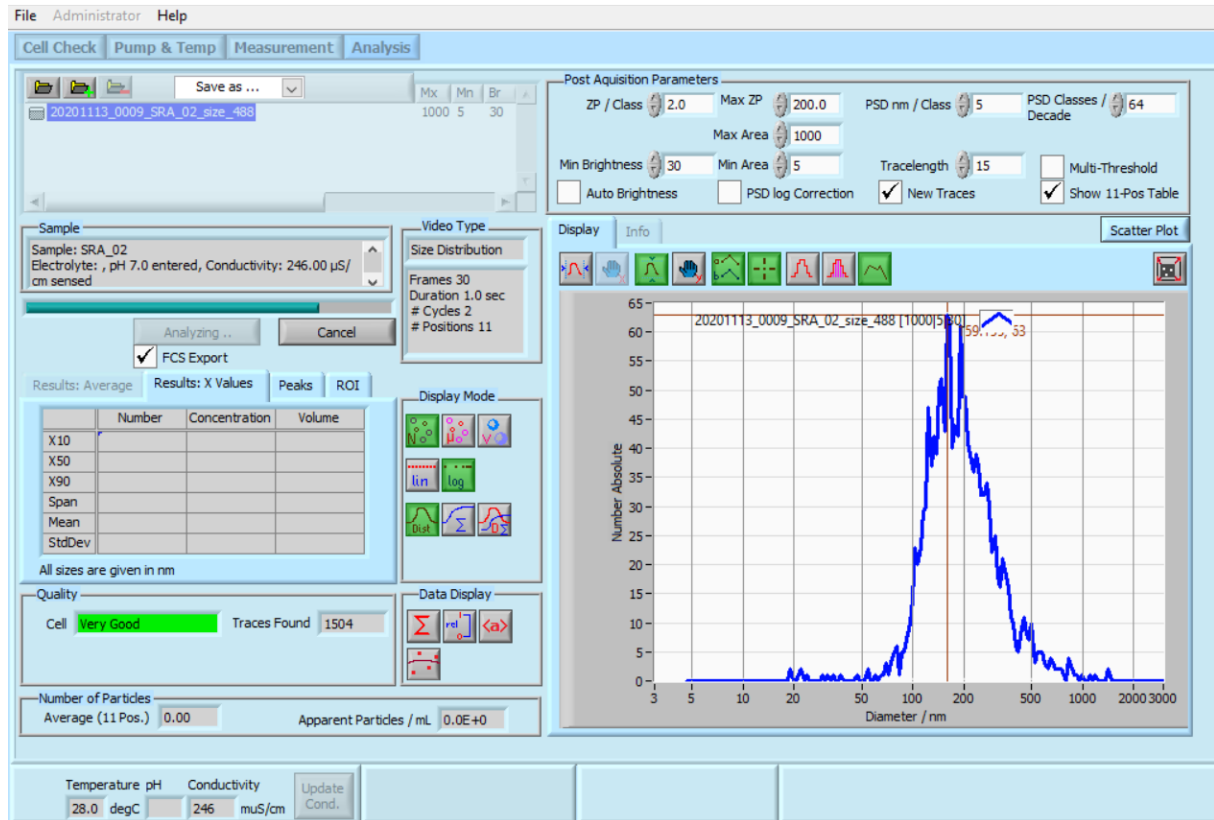 File Administrator Help
Cell Check Pump & Temp Measurement Analysis
Save as ...
Mx Mn Br
20201113_0009_SRA_02_size_488 1000 5 30
Post Aquisition Parameters
ZP / Class 2.0 Max ZP 200.0 PSD nm / Class 5 PSD Classes / Decade 64
Max Area 1000
Min Brightness 30 Min Area 5 Tracelength 15 Multi-Threshold
Auto Brightness PSD log Correction New Traces Show 11-Pos Table
Sample
Sample: SRA_02
Electrolyte: , pH 7.0 entered, Conductivity: 246.00 µS/
cm sensed
Video Type
Size Distribution
Frames 30
Duration 1.0 sec
# Cycles 2
# Positions 11
Analyzing .. Cancel
FCS Export
Results: Average Results: X Values Peaks ROI
Number Concentration Volume
X10
X50
X90
Span
Mean
StdDev
All sizes are given in nm
Display Mode
N µ V
lin log
Dist Σ D Σ
Quality
Cell Very Good Traces Found 1504
Data Display
Σ rel 0 <a>
Number of Particles
Average (11 Pos.) 0.00 Apparent Particles / mL 0.0E+0
Display Info Scatter Plot
20201113_0009_SRA_02_size_488 [1000|5|30]
65
60
55
50
45
40
35
30
25
20
15
10
5
0
Number Absolute
3 5 10 20 50 100 200 500 1000 2000 3000
Diameter / nm
Temperature pH Conductivity Update Cond.
28.0 degC 246 muS/cm